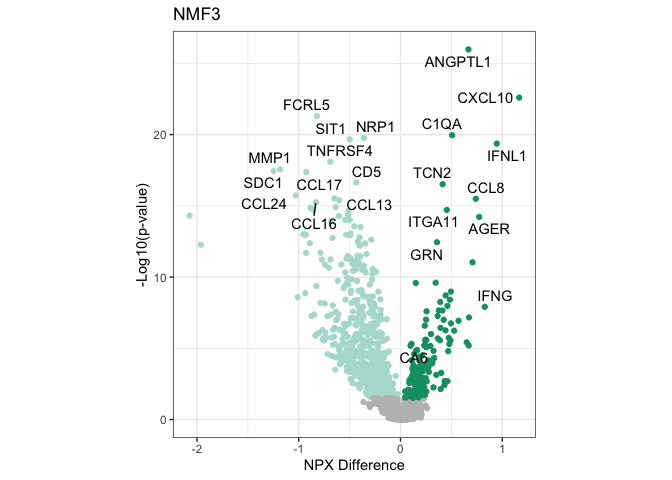 NMF3
ANGPTL1
CXCL10
FCRL5
SIT1
NRP1
C1QA
20
TNFRSF4
IFNL1
MMP1
CD5
TCN2
SDC1
CCL17
CCL8
CCL24
CCL13
CCL16
ITGA11
AGER
GRN
10
IFNG
CA6
0
-2
-1
0
1
NPX Difference
-Log10(p-value)